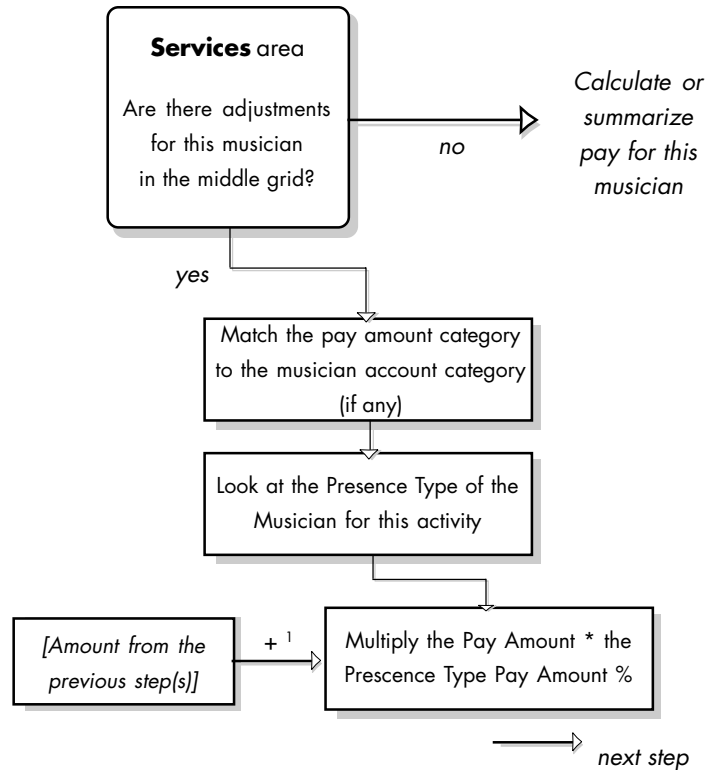 Services area
Are there adjustments
for this musician
in the middle grid?
no
Calculate or
summarize
pay for this
musician
yes
Match the pay amount category
to the musician account category
(if any)
Look at the Presence Type of the
Musician for this activity
[Amount from the
previous step(s)]
+ 1
Multiply the Pay Amount * the
Prescence Type Pay Amount %
next step